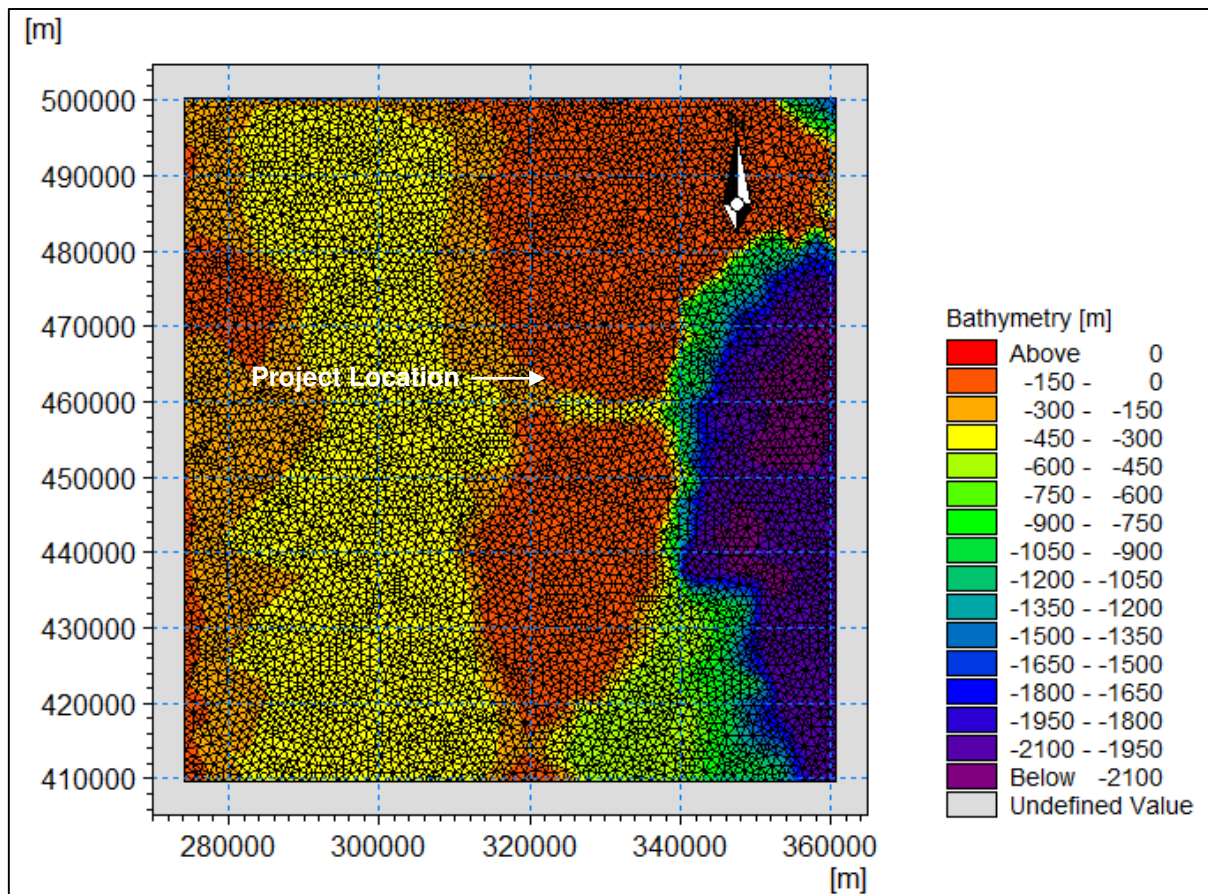 [m]
500000
490000
480000
470000
460000
450000
440000
430000
420000
410000
Project Location
280000 300000 320000 340000 360000
[m]
Bathymetry [m]
Above 0
-150 - 0
-300 - -150
-450 - -300
-600 - -450
-750 - -600
-900 - -750
-1050 - -900
-1200 - -1050
-1350 - -1200
-1500 - -1350
-1650 - -1500
-1800 - -1650
-1950 - -1800
-2100 - -1950
Below -2100
Undefined Value